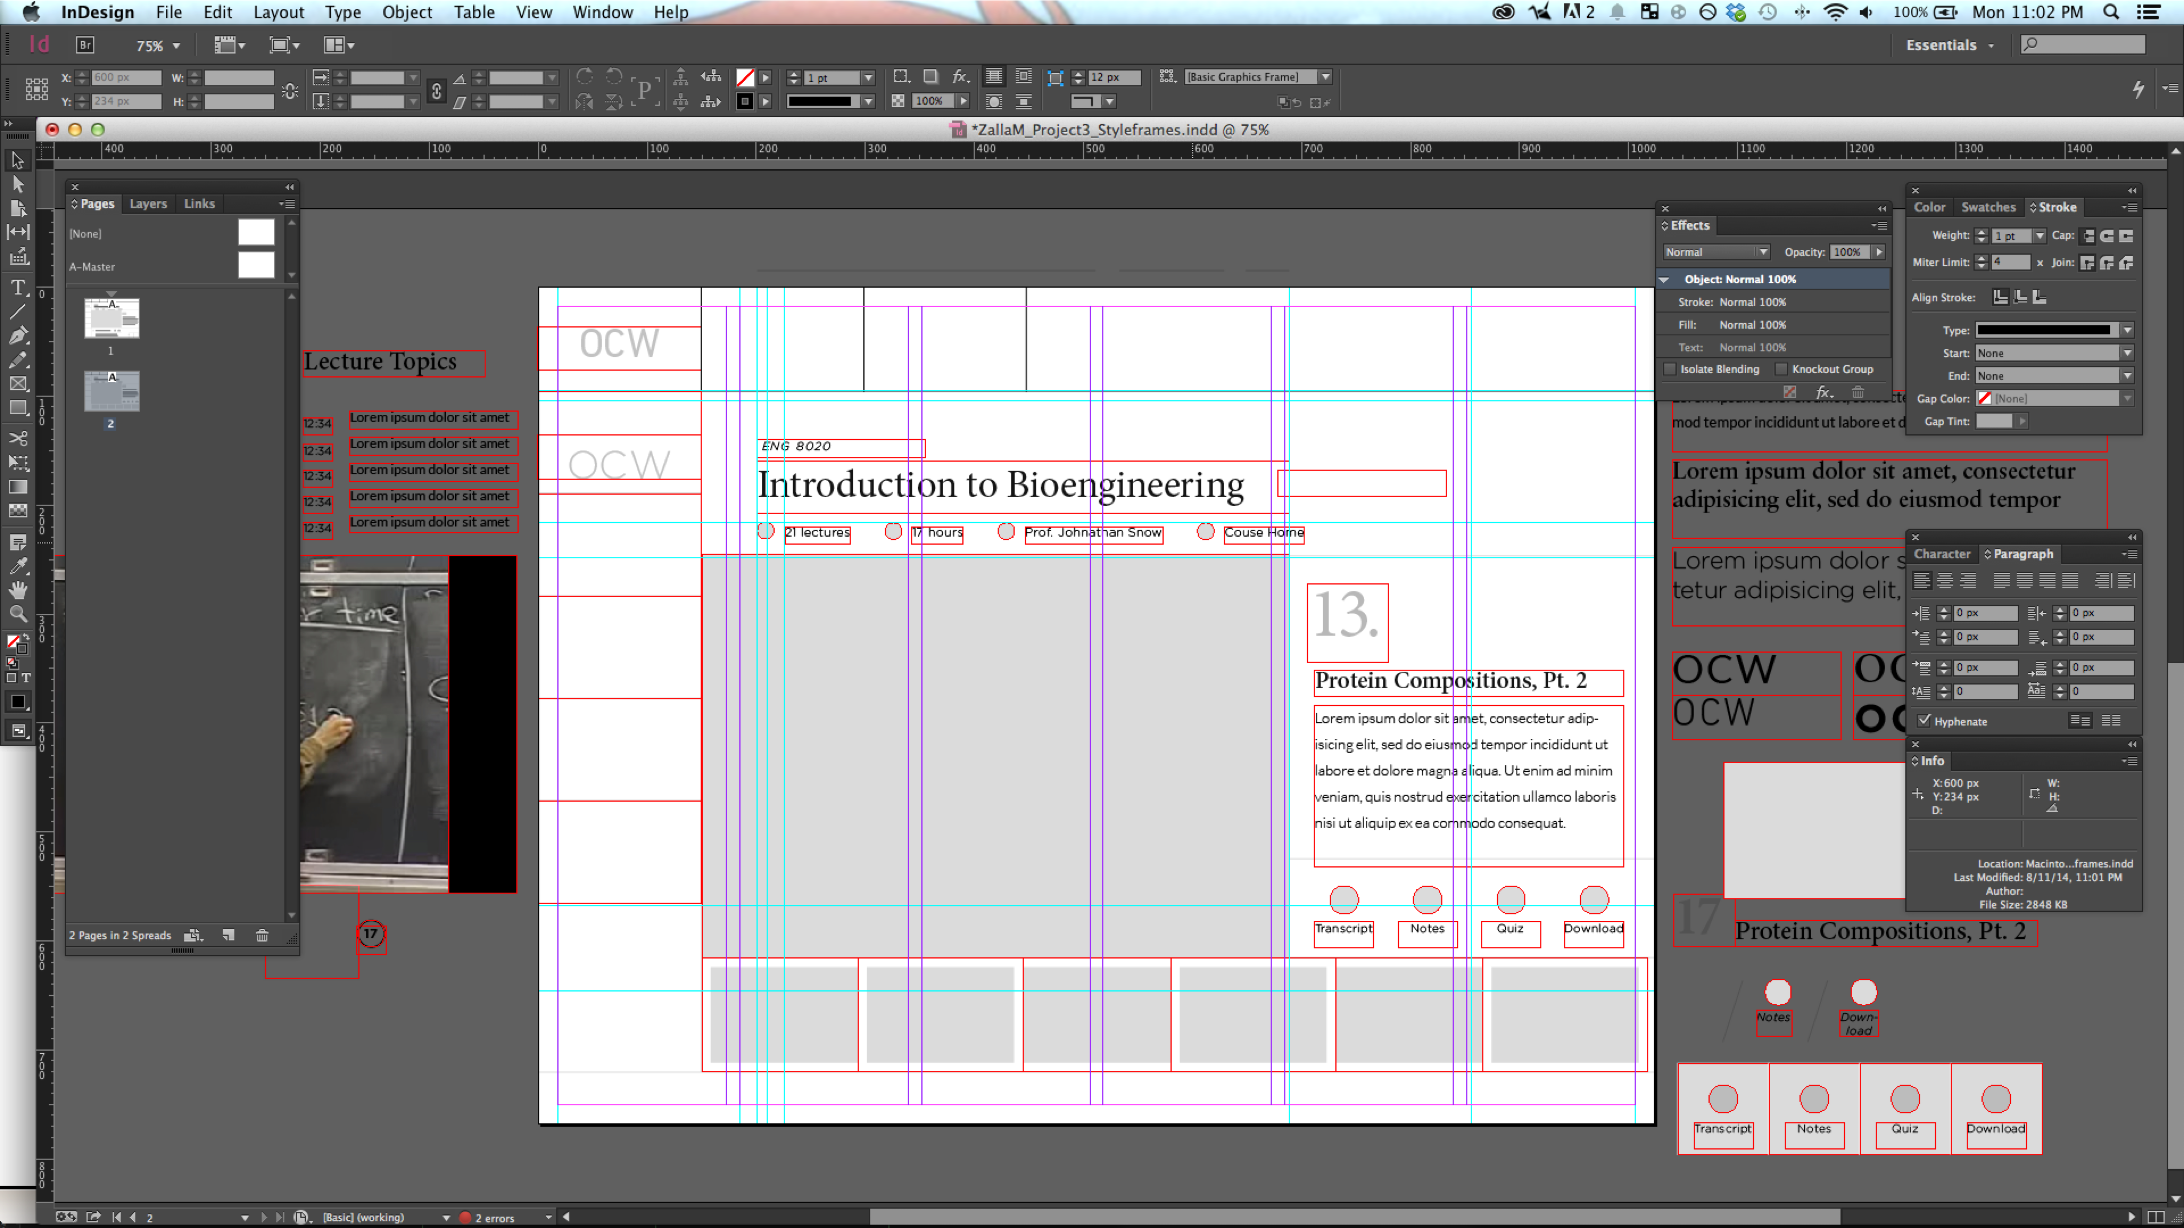 InDesign File Edit Layout Type Object Table View Window Help
2 100% Mon 11:02 PM
Id Br 75% Essentials
X: 600 px W: 1 pt 12 px [Basic Graphics Frame]
Y: 234 px H: P 100% fx.
*ZallaM_Project3_Styleframes.indd @ 75%
400 300 200 100 0 100 200 300 400 500 600 700 800 900 1000 1100 1200 1300 1400
0 100 200 300 400 500 600 700 800
Pages Layers Links
[None]
A-Master
A
1
A
2
2 Pages in 2 Spreads
Lecture Topics
12:34 Lorem ipsum dolor sit amet
12:34 Lorem ipsum dolor sit amet
12:34 Lorem ipsum dolor sit amet
12:34 Lorem ipsum dolor sit amet
12:34 Lorem ipsum dolor sit amet
time
17
OCW
OCW
ENG 8020
Introduction to Bioengineering
21 lectures 17 hours Prof. Johnathan Snow Couse Home
13.
Protein Compositions, Pt. 2
Lorem ipsum dolor sit amet, consectetur adip-
isicing elit, sed do eiusmod tempor incididunt ut
labore et dolore magna aliqua. Ut enim ad minim
veniam, quis nostrud exercitation ullamco laboris
nisi ut aliquip ex ea commodo consequat.
Transcript Notes Quiz Download
Effects
Normal Opacity: 100%
Object: Normal 100%
Stroke: Normal 100%
Fill: Normal 100%
Text: Normal 100%
Isolate Blending Knockout Group
fx.
Color Swatches Stroke
Weight: 1 pt Cap:
Miter Limit: 4 x Join:
Align Stroke:
Type:
Start: None
End: None
Gap Color: [None]
Gap Tint:
mod tempor incididunt ut labore et d
Lorem ipsum dolor sit amet, consectetur
adipisicing elit, sed do eiusmod tempor
Lorem ipsum dolor s
tetur adipisicing elit,
OCW OC
OCW OC
Character Paragraph
0 px 0 px
0 px 0 px
0 px 0 px
0 0
Hyphenate
Info
X: 600 px W:
Y: 234 px H:
D:
Location: Macinto...frames.indd
Last Modified: 8/11/14, 11:01 PM
Author:
File Size: 2848 KB
17 Protein Compositions, Pt. 2
Notes Down-
load
Transcript Notes Quiz Download
2 [Basic] (working) 2 errors